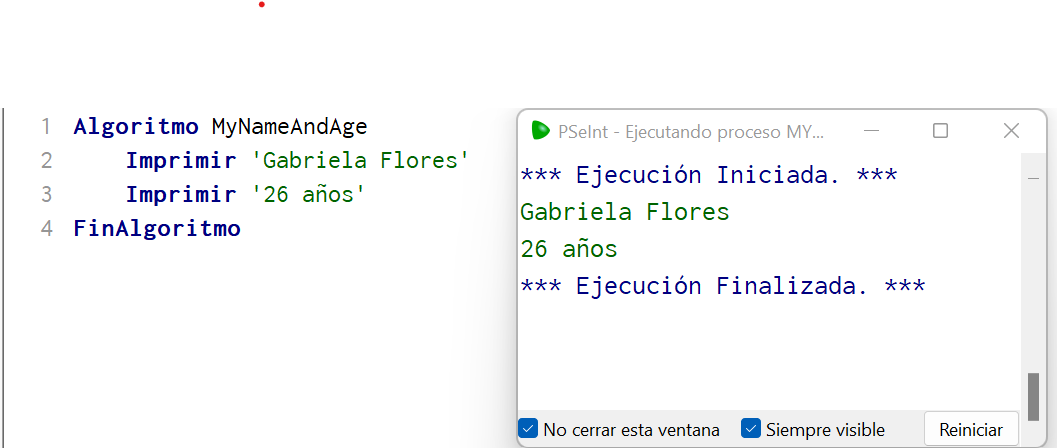 1 Algoritmo MyNameAndAge
2 Imprimir 'Gabriela Flores'
3 Imprimir '26 años'
4 FinAlgoritmo
PSeInt - Ejecutando proceso MY...
*** Ejecución Iniciada. ***
Gabriela Flores
26 años
*** Ejecución Finalizada. ***
No cerrar esta ventana Siempre visible Reiniciar